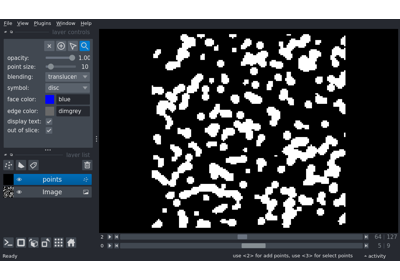 File View Plugins Window Help
layer controls
opacity: 1.00
point size: 10
blending: translucen
symbol: disc
face color: blue
edge color: dimgrey
display text:
out of slice:
layer list
points
Image
2 64 127
0 5 9
Ready use <2> for add points, use <3> for select points activity